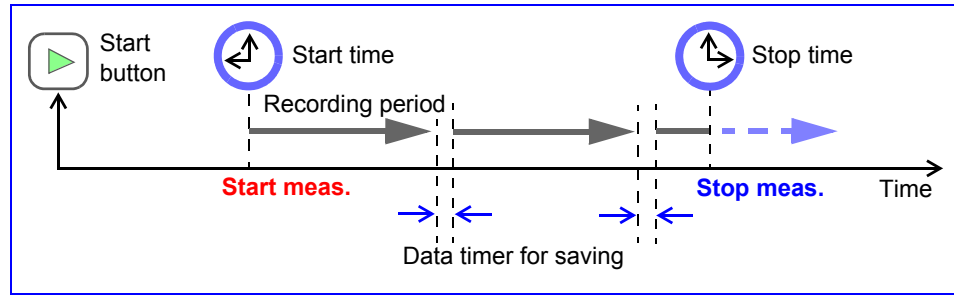 Start
button
Start time
Stop time
Recording period
Start meas.
Stop meas.
Time
Data timer for saving